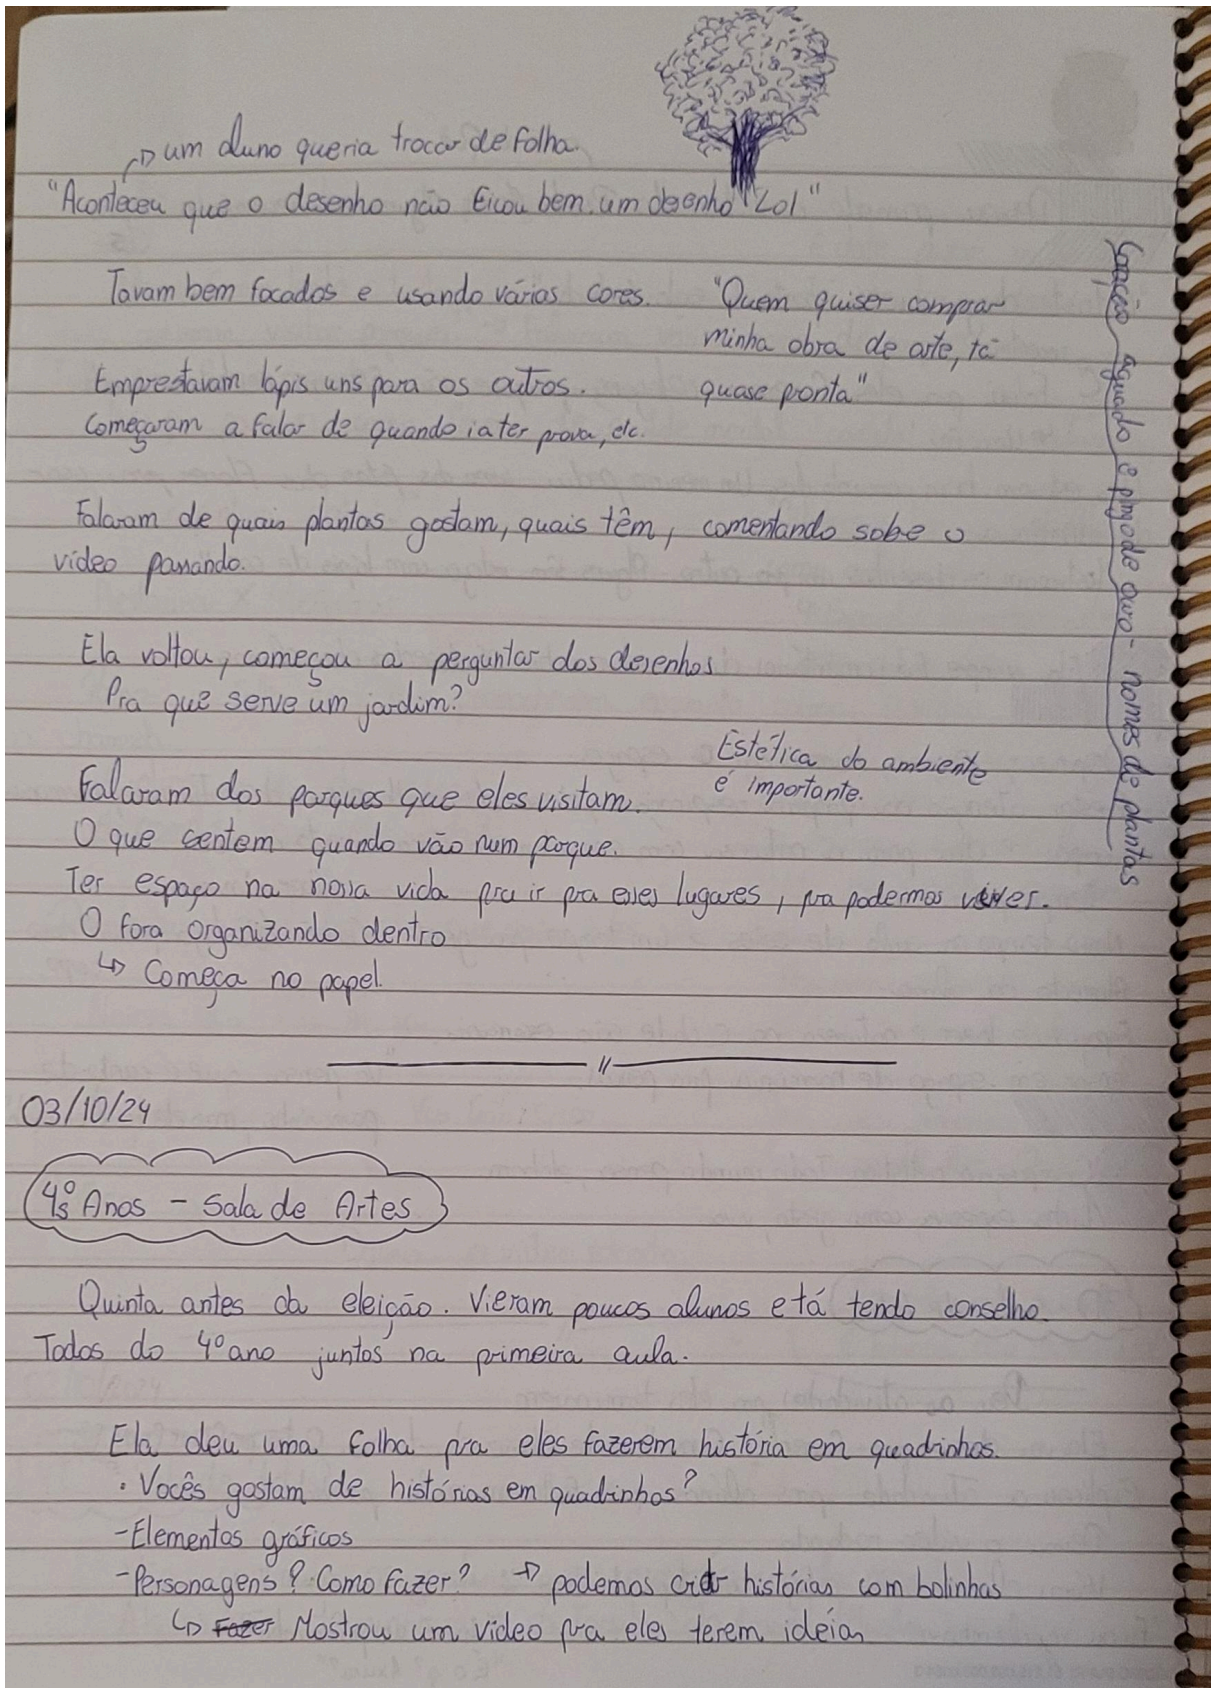 ↳ um aluno queria trocar de folha.
"Aconteceu que o desenho não ficou bem um desenho" Lol"
Tavam bem focados e usando várias cores.
"Quem quiser comprar
minha obra de arte, tá
quase ponta"
Emprestavam lápis uns para os outros.
Começaram a falar de quando ia ter prova, etc.
Falaram de quais plantas gostam, quais têm, comentando sobe o
vídeo passando.
Ela voltou, começou a perguntar dos desenhos
Pra quê serve um jardim?
Estética do ambiente
é importante.
Falaram dos parques que eles visitam.
O que sentem quando vão num parque.
Ter espaço na nossa vida pra ir pra esses lugares, pra podermos viver.
O fora organizando dentro
↳ Começa no papel.
Coração aguado e pingo de ouro - nomes de plantas
03/10/24
4ºs Anos - Sala de Artes
Quinta antes da eleição. Vieram poucos alunos e tá tendo conselho.
Todos do 4º ano juntos na primeira aula.
Ela deu uma folha pra eles fazerem história em quadrinhos.
· Vocês gostam de histórias em quadrinhos?
- Elementos gráficos
- Personagens? Como fazer? → podemos criar histórias com bolinhas
↳ Fazer Mostrou um vídeo pra eles terem ideias